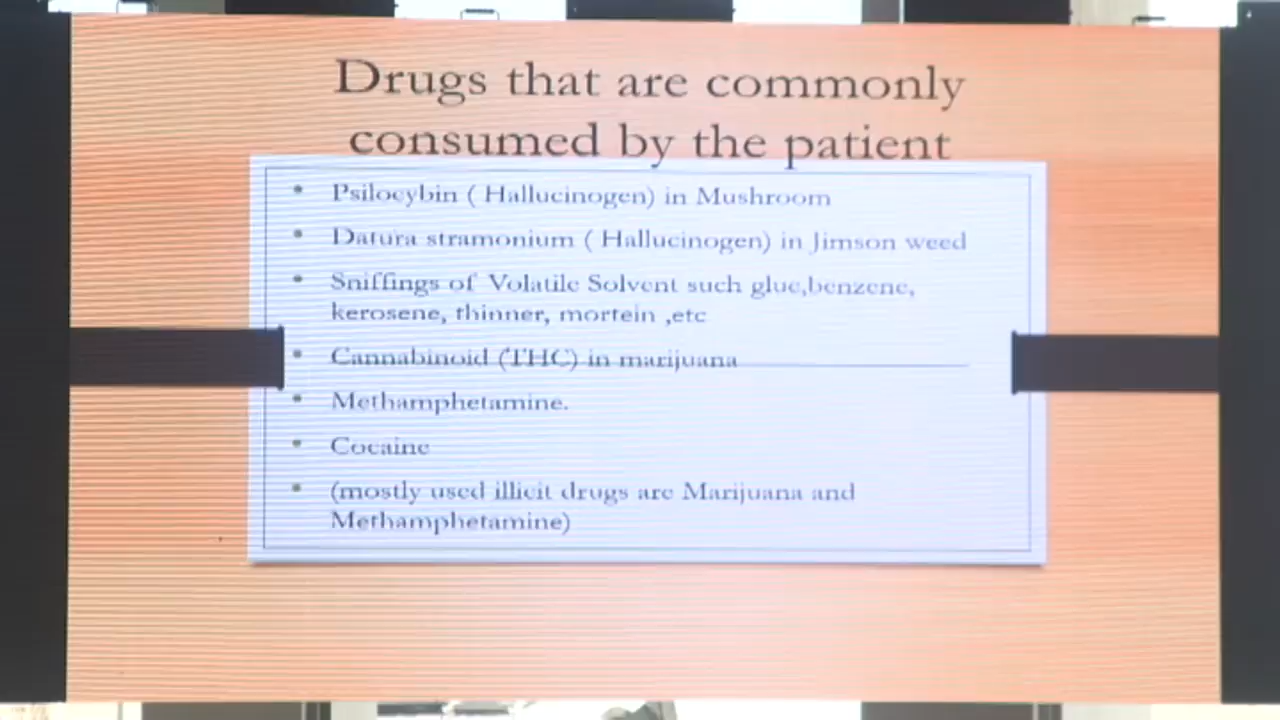 Drugs that are commonly
consumed by the patient
• Psilocybin ( Hallucinogen) in Mushroom
• Datura stramonium ( Hallucinogen) in Jimson weed
• Sniffings of Volatile Solvent such glue,benzene,
kerosene, thinner, mortein ,etc
• Cannabinoid (THC) in marijuana
• Methamphetamine.
• Cocaine
• (mostly used illicit drugs are Marijuana and
Methamphetamine)